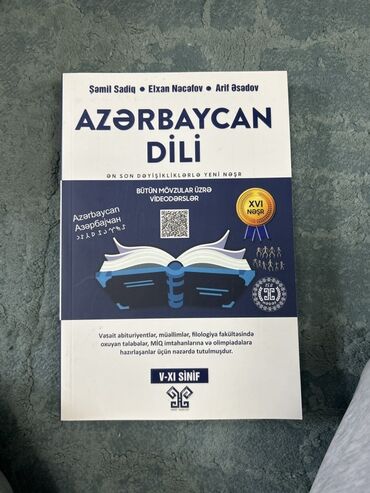 Şamil Sadiq ● Elxan Nəcəfov ● Arif Əsədov
AZƏRBAYCAN
DİLİ
ƏN SON DƏYİŞİKLİKLƏRLƏ YENİ NƏŞR
BÜTÜN MÖVZULAR ÜZRƏ
VİDEODƏRSLƏR
XVI
NƏŞR
Azərbaycan
Азәрбајҹан
Vəsait abituriyentlər, müəllimlər, filologiya fakültəsində
oxuyan tələbələr, MİQ imtahanlarına və olimpiadalara
hazırlaşanlar üçün nəzərdə tutulmuşdur.
V-XI SİNİF